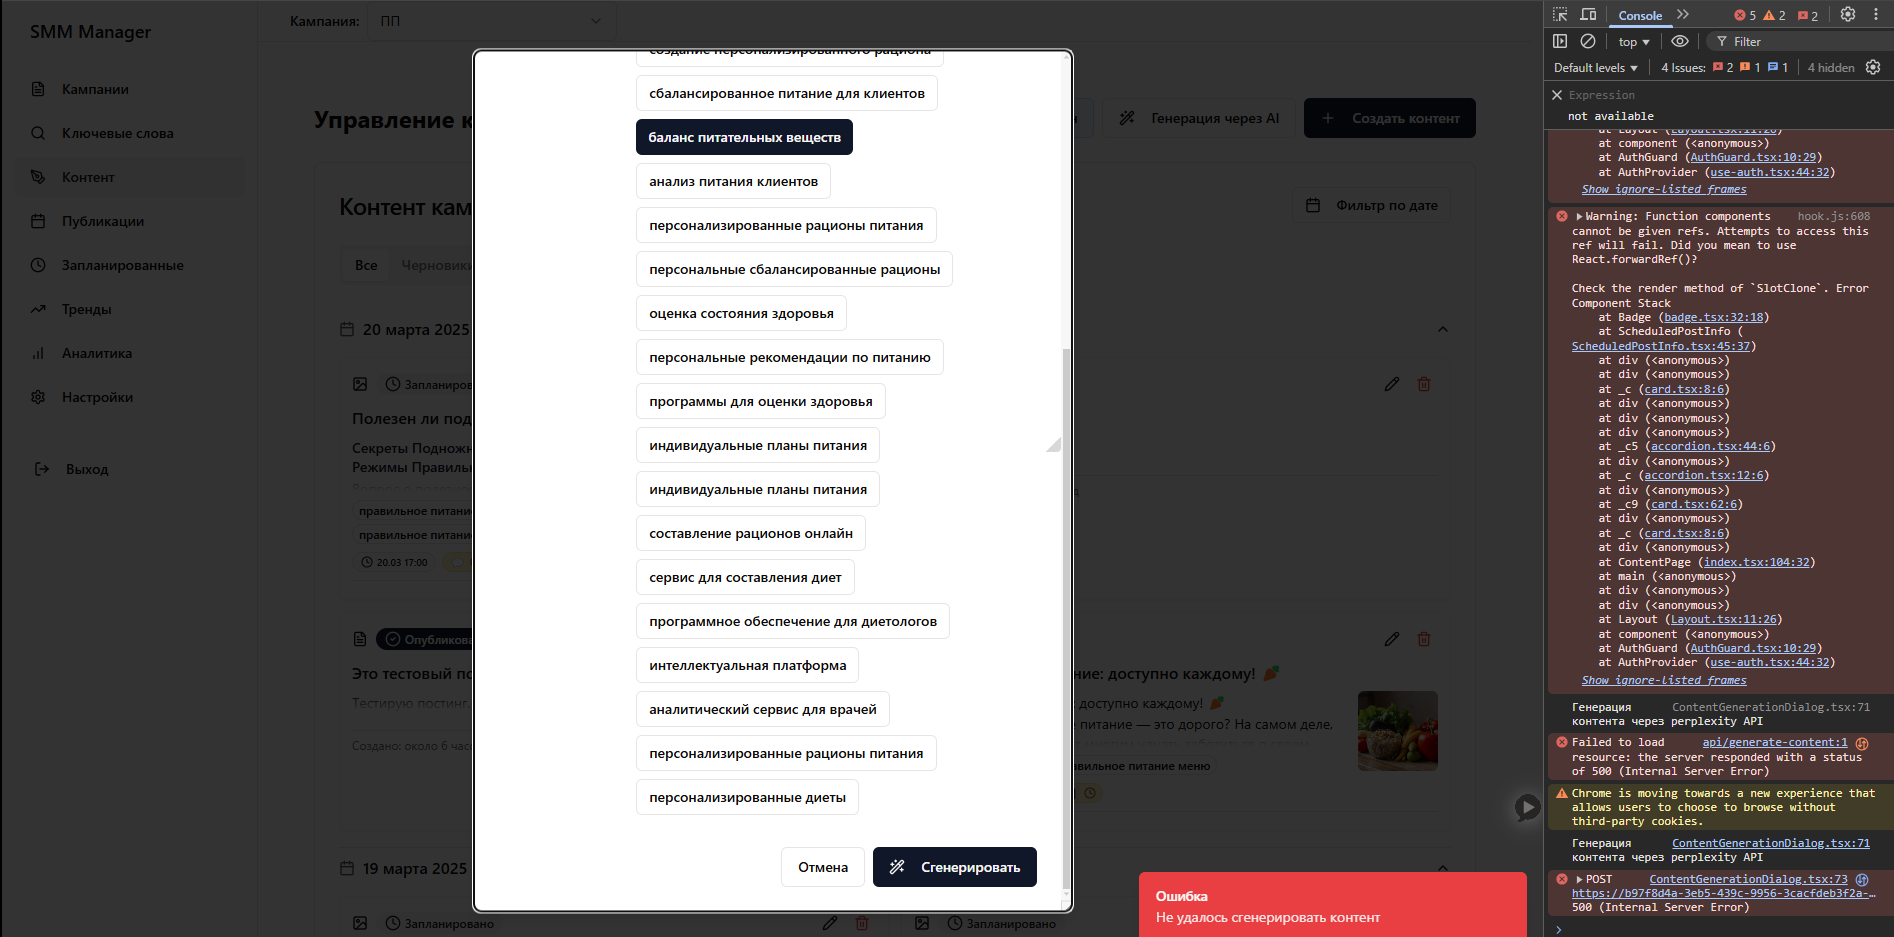 SMM Manager
Кампании
Ключевые слова
Контент
Публикации
Запланированные
Тренды
Аналитика
Настройки
Выход
Кампания:
ПП
Управление к
Генерация через AI
Создать контент
Контент кам
Фильтр по дате
Все
Черновики
20 марта 2025
Запланиро
Полезен ли под
Секреты Подножн
Режимы Правиль
правильное питание
правильное питание
20.03 17:00
Опубликова
Это тестовый по
Тестирую постинг.
Создано: около 6 час
ние: доступно каждому!
доступно каждому!
питание — это дорого? На самом деле,
вильное питание меню
19 марта 2025
Запланировано
Запланировано
создание персонализированного рациона
сбалансированное питание для клиентов
баланс питательных веществ
анализ питания клиентов
персонализированные рационы питания
персональные сбалансированные рационы
оценка состояния здоровья
персональные рекомендации по питанию
программы для оценки здоровья
индивидуальные планы питания
индивидуальные планы питания
составление рационов онлайн
сервис для составления диет
программное обеспечение для диетологов
интеллектуальная платформа
аналитический сервис для врачей
персонализированные рационы питания
персонализированные диеты
Отмена
Сгенерировать
Ошибка
Не удалось сгенерировать контент
Console
5
2
2
top
Filter
Default levels
4 Issues:
2
1
1
4 hidden
Expression
not available
at Layout (Layout.tsx:11:26)
at component (<anonymous>)
at AuthGuard (AuthGuard.tsx:10:29)
at AuthProvider (use-auth.tsx:44:32)
Show ignore-listed frames
Warning: Function components hook.js:608
cannot be given refs. Attempts to access this
ref will fail. Did you mean to use
React.forwardRef()?
Check the render method of `SlotClone`. Error
Component Stack
at Badge (badge.tsx:32:18)
at ScheduledPostInfo (
ScheduledPostInfo.tsx:45:37)
at div (<anonymous>)
at div (<anonymous>)
at _c (card.tsx:8:6)
at div (<anonymous>)
at div (<anonymous>)
at div (<anonymous>)
at _c5 (accordion.tsx:44:6)
at div (<anonymous>)
at _c (accordion.tsx:12:6)
at div (<anonymous>)
at _c9 (card.tsx:62:6)
at div (<anonymous>)
at _c (card.tsx:8:6)
at div (<anonymous>)
at ContentPage (index.tsx:104:32)
at main (<anonymous>)
at div (<anonymous>)
at div (<anonymous>)
at Layout (Layout.tsx:11:26)
at component (<anonymous>)
at AuthGuard (AuthGuard.tsx:10:29)
at AuthProvider (use-auth.tsx:44:32)
Show ignore-listed frames
Генерация ContentGenerationDialog.tsx:71
контента через perplexity API
Failed to load api/generate-content:1
resource: the server responded with a status
of 500 (Internal Server Error)
Chrome is moving towards a new experience that
allows users to choose to browse without
third-party cookies.
Генерация ContentGenerationDialog.tsx:71
контента через perplexity API
POST ContentGenerationDialog.tsx:73
https://b97f8d4a-3eb5-439c-9956-3cacfdeb3f2a-…
500 (Internal Server Error)